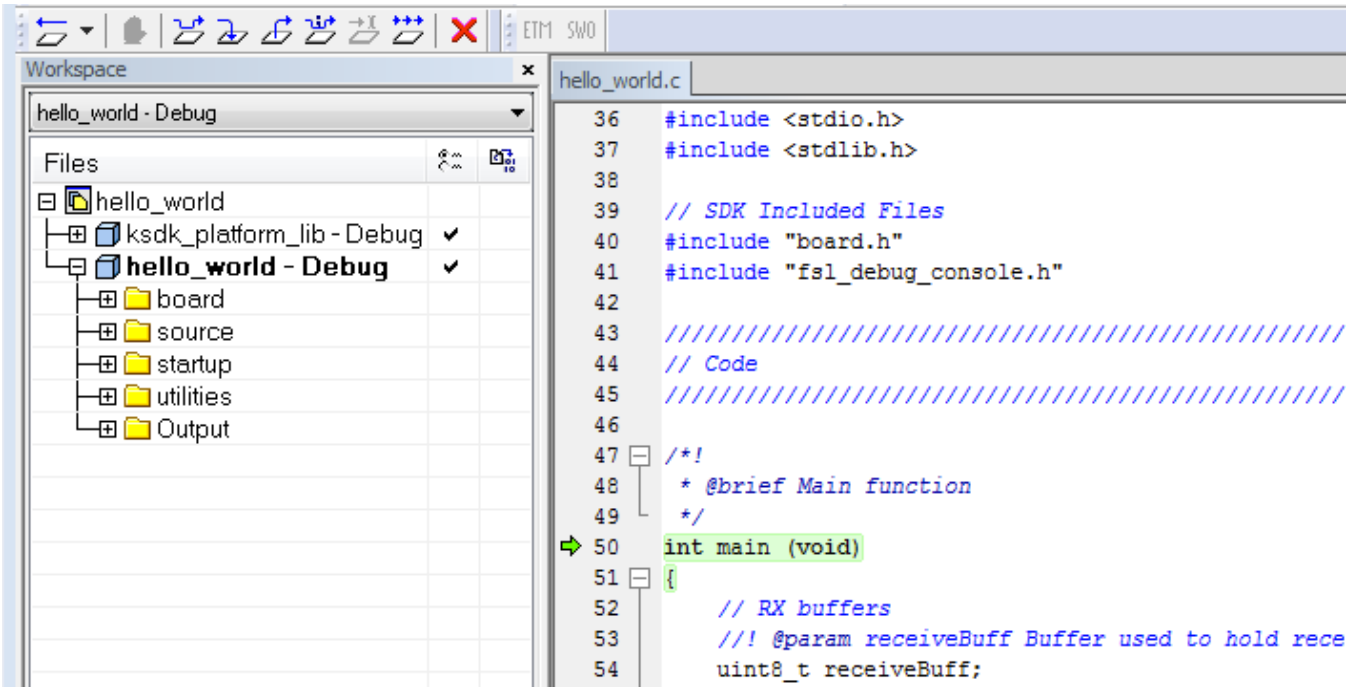 ETM SWO
Workspace
x
hello_world - Debug
Files
hello_world
ksdk_platform_lib - Debug
hello_world - Debug
board
source
startup
utilities
Output
hello_world.c
36 #include <stdio.h>
37 #include <stdlib.h>
38
39 // SDK Included Files
40 #include "board.h"
41 #include "fsl_debug_console.h"
42
43 /////////////////////////////////////////////////
44 // Code
45 /////////////////////////////////////////////////
46
47 /*!
48 * @brief Main function
49 */
50 int main (void)
51 {
52 // RX buffers
53 //! @param receiveBuff Buffer used to hold rece
54 uint8_t receiveBuff;